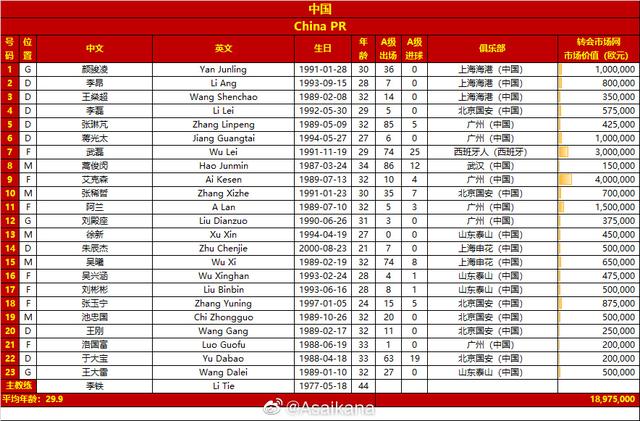 中国
China PR
号码 位置 中文 英文 生日 年龄 A级出场 A级进球 俱乐部 转会市场网市场价值（欧元）
1 G 颜骏凌 Yan Junling 1991-01-28 30 36 0 上海海港（中国） 1,000,000
2 D 李昂 Li Ang 1993-09-15 28 7 0 上海海港（中国） 800,000
3 D 王燊超 Wang Shenchao 1989-02-08 32 14 0 上海海港（中国） 350,000
4 D 李磊 Li Lei 1992-05-30 29 5 0 北京国安（中国） 575,000
5 D 张琳芃 Zhang Linpeng 1989-05-09 32 85 5 广州（中国） 425,000
6 D 蒋光太 Jiang Guangtai 1994-05-27 27 6 0 广州（中国） 1,000,000
7 F 武磊 Wu Lei 1991-11-19 29 74 25 西班牙人（西班牙） 3,000,000
8 M 蒿俊闵 Hao Junmin 1987-03-24 34 86 12 武汉（中国） 150,000
9 F 艾克森 Ai Kesen 1989-07-13 32 10 4 广州（中国） 4,000,000
10 M 张稀哲 Zhang Xizhe 1991-01-23 30 35 7 北京国安（中国） 700,000
11 F 阿兰 A Lan 1989-07-10 32 5 3 广州（中国） 1,500,000
12 G 刘殿座 Liu Dianzuo 1990-06-26 31 3 0 广州（中国） 375,000
13 M 徐新 Xu Xin 1994-04-19 27 0 0 山东泰山（中国） 450,000
14 D 朱辰杰 Zhu Chenjie 2000-08-23 21 7 0 上海申花（中国） 500,000
15 M 吴曦 Wu Xi 1989-02-19 32 74 8 上海申花（中国） 650,000
16 M 吴兴涵 Wu Xinghan 1993-02-24 28 4 1 山东泰山（中国） 475,000
17 F 刘彬彬 Liu Binbin 1993-06-16 28 8 1 山东泰山（中国） 500,000
18 F 张玉宁 Zhang Yuning 1997-01-05 24 15 5 北京国安（中国） 875,000
19 M 池忠国 Chi Zhongguo 1989-10-26 32 20 0 北京国安（中国） 500,000
20 D 王刚 Wang Gang 1989-02-17 32 11 0 北京国安（中国） 250,000
21 F 洛国富 Luo Guofu 1988-06-19 33 1 0 广州（中国） 200,000
22 D 于大宝 Yu Dabao 1988-04-18 33 63 19 北京国安（中国） 200,000
23 G 王大雷 Wang Dalei 1989-01-10 32 27 0 山东泰山（中国） 500,000
主教练 李铁 Li Tie 1977-05-18 44
平均年龄：29.9 18,975,000
@Asaikana